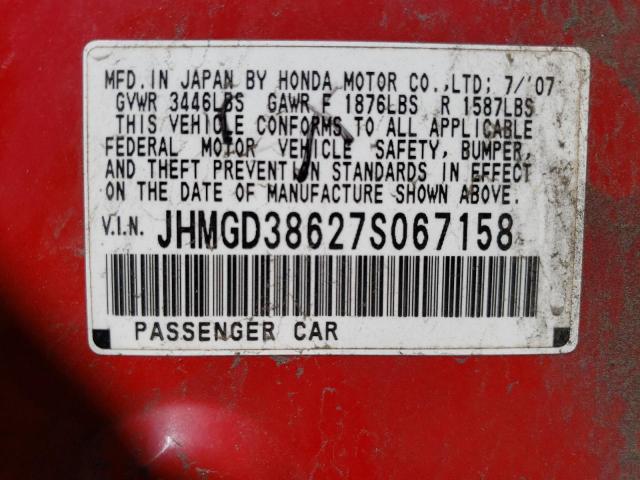 MFD. IN JAPAN BY HONDA MOTOR CO.,LTD; 7/'07
GVWR 3446LBS GAWR F 1876LBS R 1587LBS
THIS VEHICLE CONFORMS TO ALL APPLICABLE
FEDERAL MOTOR VEHICLE SAFETY, BUMPER,
AND THEFT PREVENTION STANDARDS IN EFFECT
ON THE DATE OF MANUFACTURE SHOWN ABOVE.
V.I.N. JHMGD38627S067158
PASSENGER CAR